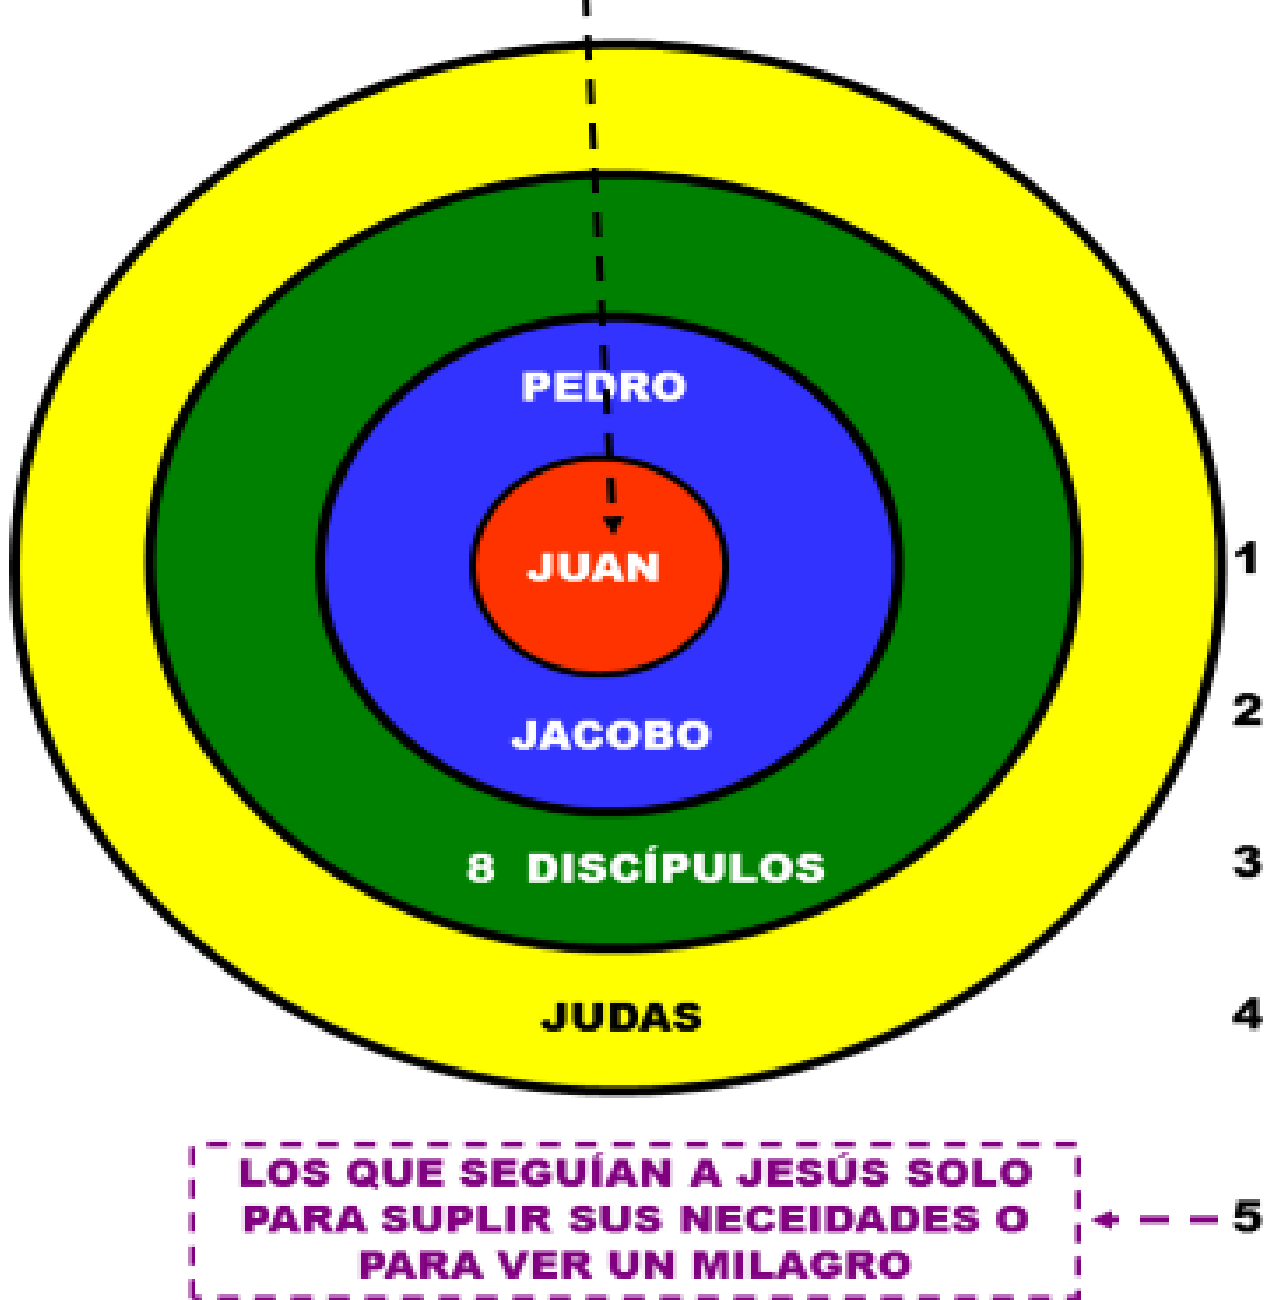 PEDRO
JUAN
1
2
JACOBO
3
8 DISCÍPULOS
4
JUDAS
LOS QUE SEGUÍAN A JESÚS SOLO
PARA SUPLIR SUS NECEIDADES O
5
PARA VER UN MILAGRO